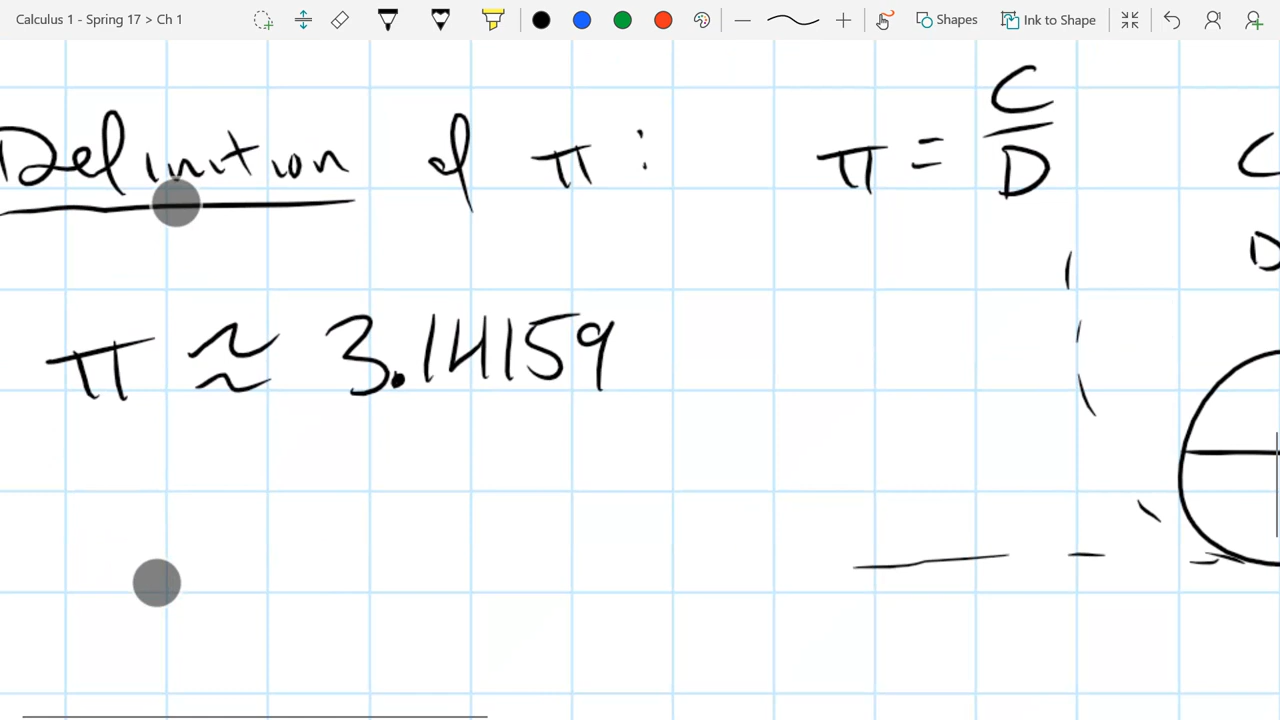 Calculus 1 - Spring 17 > Ch 1
Shapes
Ink to Shape
Definition of π: π = C/D C
D
π ≈ 3.14159